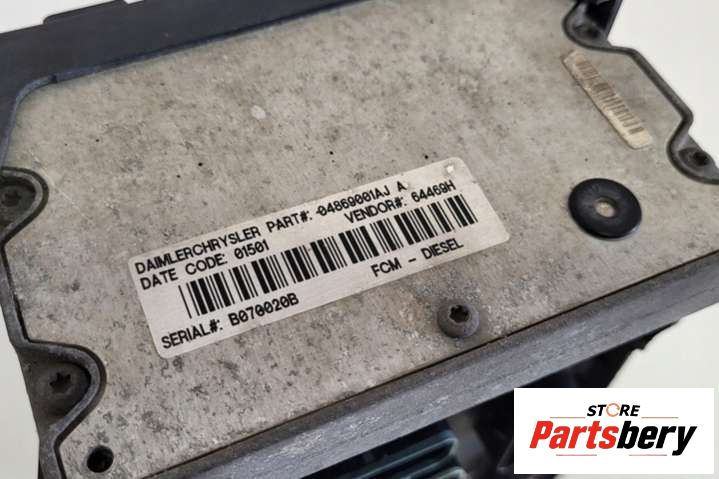 DAIMLERCHRYSLER PART#: 04869001AJ A
DATE CODE: 01501 VENDOR#: 64469H
SERIAL#: B070020B FCM - DIESEL
STORE
Partsbery